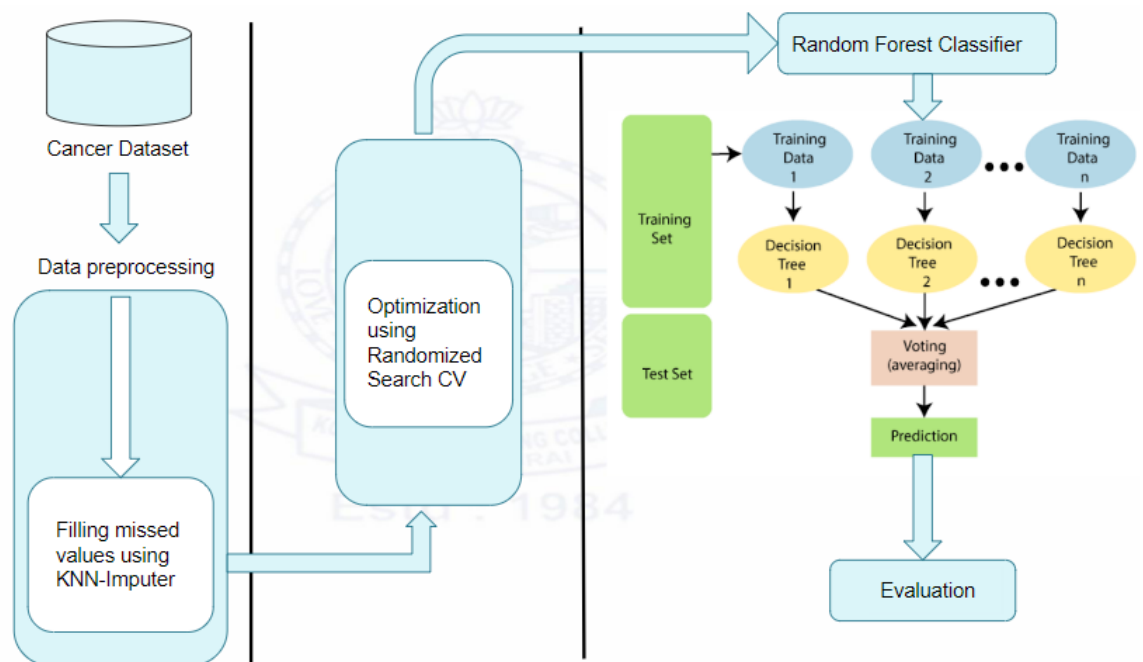 Cancer Dataset
Data preprocessing
Filling missed
values using
KNN-Imputer
Optimization
using
Randomized
Search CV
Random Forest Classifier
Training
Set
Test Set
Training
Data
1
Training
Data
2
Training
Data
n
Decision
Tree
1
Decision
Tree
2
Decision
Tree
n
Voting
(averaging)
Prediction
Evaluation
Estd : 1984